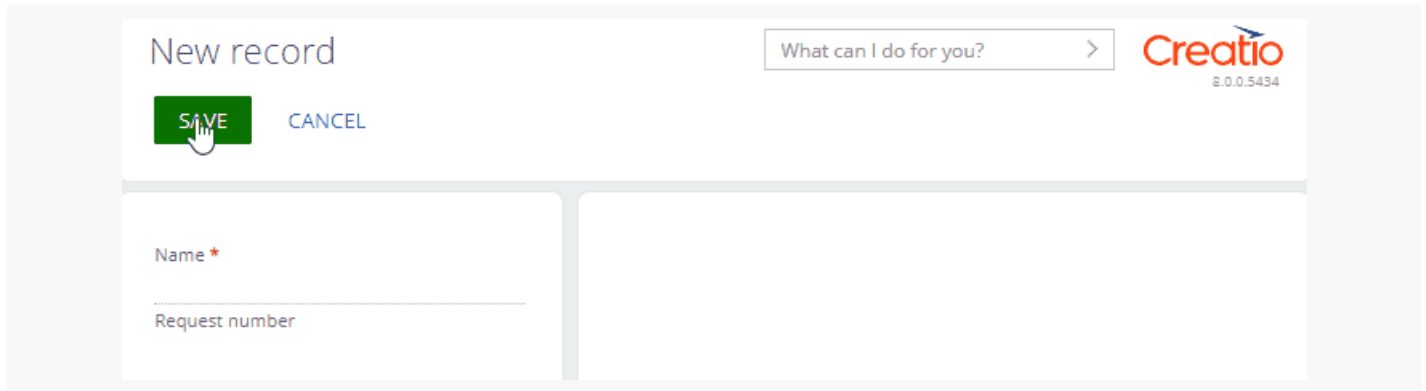 New record
What can I do for you?
Creatio
8.0.0.5434
SAVE CANCEL
Name *
Request number